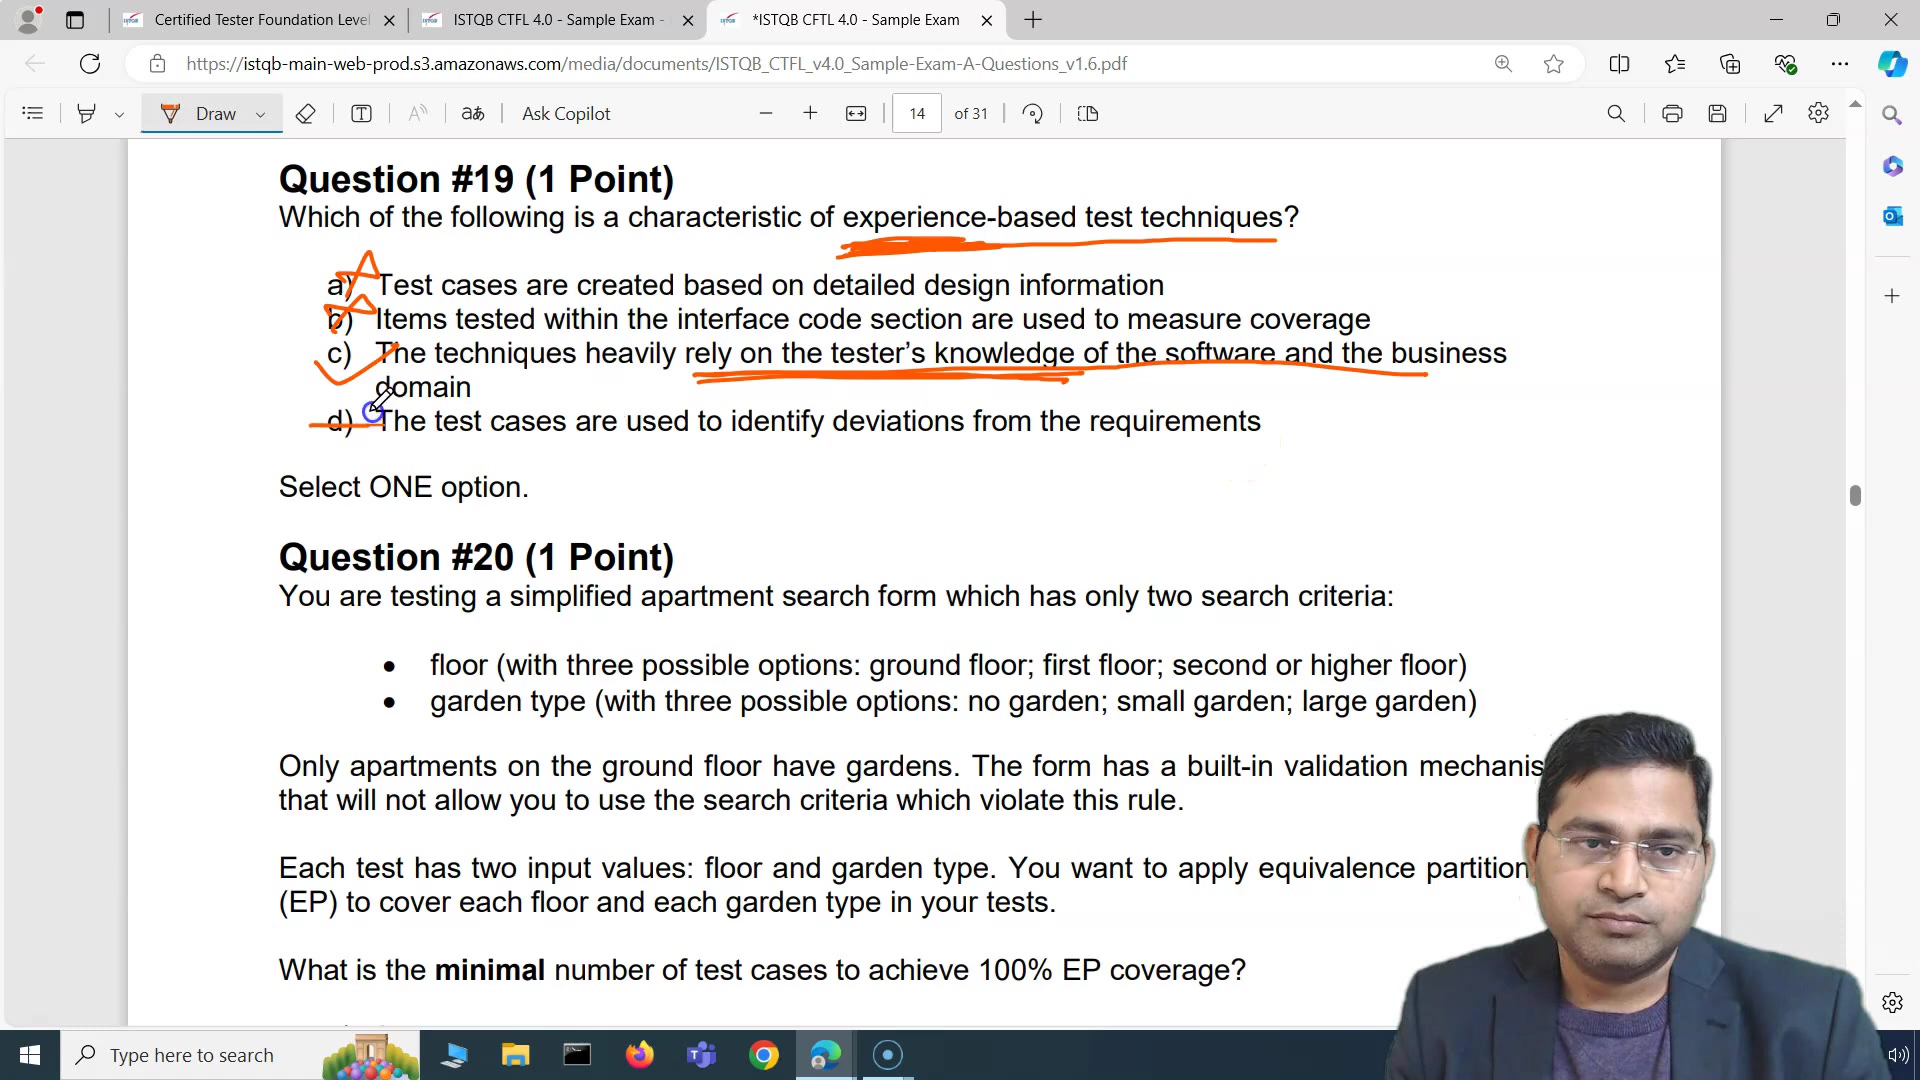 Certified Tester Foundation Level
ISTQB CTFL 4.0 - Sample Exam -
*ISTQB CFTL 4.0 - Sample Exam
https://istqb-main-web-prod.s3.amazonaws.com/media/documents/ISTQB_CTFL_v4.0_Sample-Exam-A-Questions_v1.6.pdf
Draw
aあ
Ask Copilot
14 of 31
Question #19 (1 Point)
Which of the following is a characteristic of experience-based test techniques?
a) Test cases are created based on detailed design information
b) Items tested within the interface code section are used to measure coverage
c) The techniques heavily rely on the tester's knowledge of the software and the business
domain
d) The test cases are used to identify deviations from the requirements
Select ONE option.
Question #20 (1 Point)
You are testing a simplified apartment search form which has only two search criteria:
• floor (with three possible options: ground floor; first floor; second or higher floor)
• garden type (with three possible options: no garden; small garden; large garden)
Only apartments on the ground floor have gardens. The form has a built-in validation mechanis
that will not allow you to use the search criteria which violate this rule.
Each test has two input values: floor and garden type. You want to apply equivalence partition
(EP) to cover each floor and each garden type in your tests.
What is the minimal number of test cases to achieve 100% EP coverage?
Type here to search